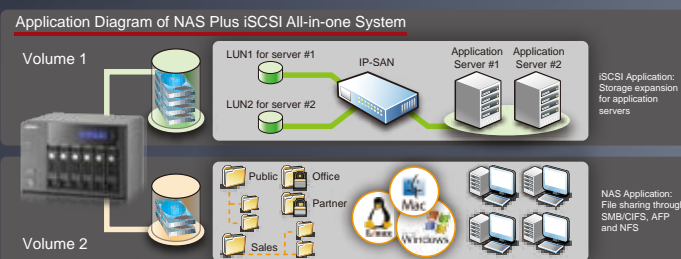 Application Diagram of NAS Plus iSCSI All-in-one System
Volume 1
LUN1 for server #1
LUN2 for server #2
IP-SAN
Application
Server #1
Application
Server #2
iSCSI Application:
Storage expansion
for application
servers
Volume 2
Public
Office
Partner
Sales
Linux
Mac
Windows
NAS Application:
File sharing through
SMB/CIFS, AFP
and NFS